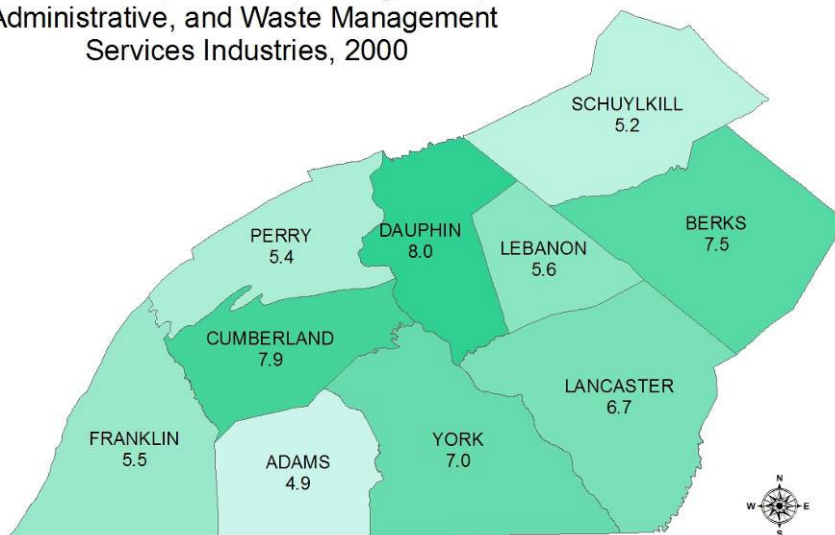 Administrative, and Waste Management
Services Industries, 2000
SCHUYLKILL
5.2
PERRY
5.4
DAUPHIN
8.0
LEBANON
5.6
BERKS
7.5
CUMBERLAND
7.9
LANCASTER
6.7
FRANKLIN
5.5
ADAMS
4.9
YORK
7.0
N
W E
S